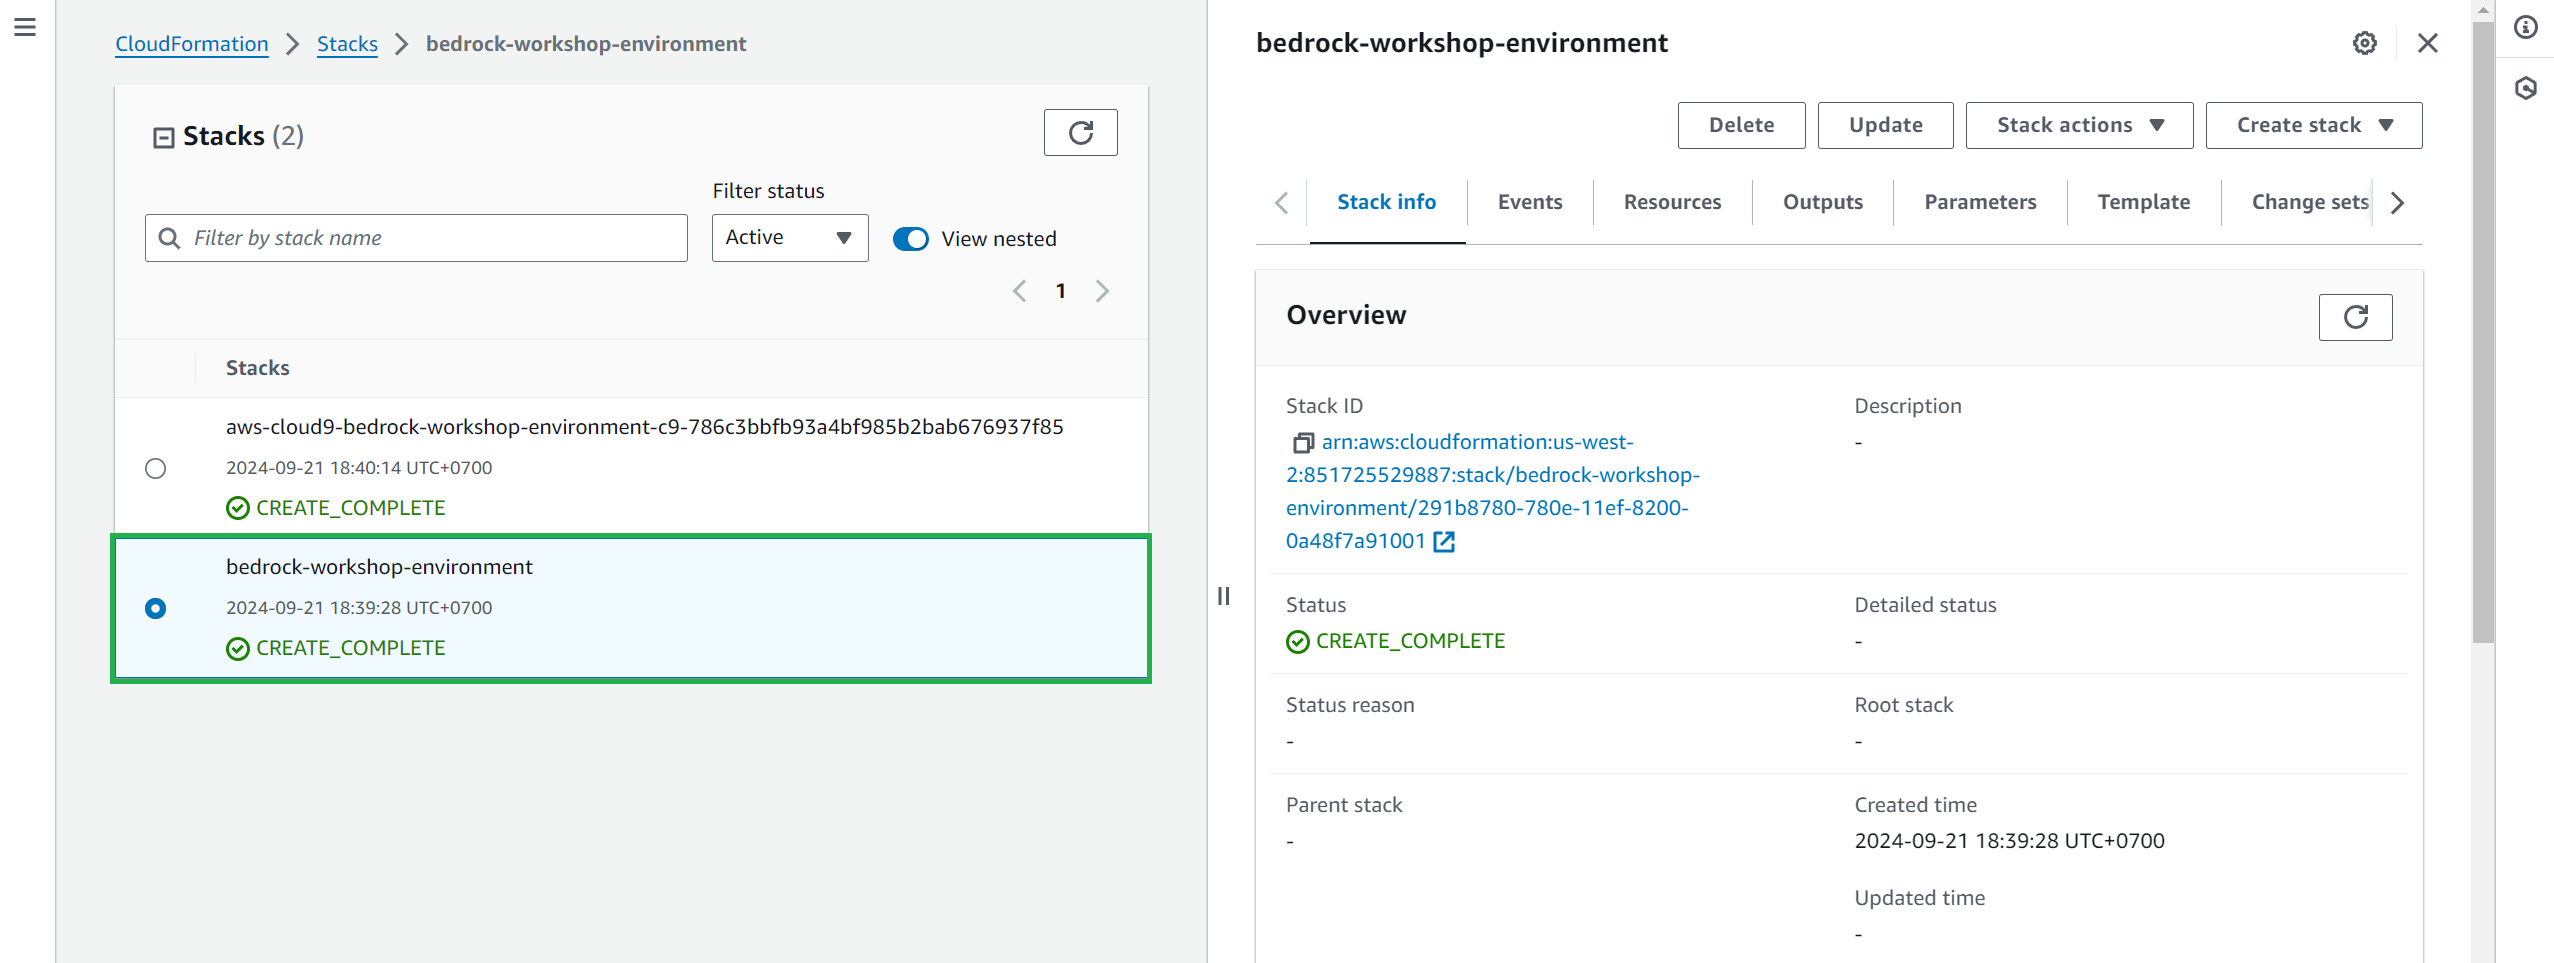 CloudFormation > Stacks > bedrock-workshop-environment
Stacks (2)
Filter status
Filter by stack name
Active
View nested
1
Stacks
aws-cloud9-bedrock-workshop-environment-c9-786c3bbfb93a4bf985b2bab676937f85
2024-09-21 18:40:14 UTC+0700
CREATE_COMPLETE
bedrock-workshop-environment
2024-09-21 18:39:28 UTC+0700
CREATE_COMPLETE
bedrock-workshop-environment
Delete
Update
Stack actions
Create stack
Stack info
Events
Resources
Outputs
Parameters
Template
Change sets
Overview
Stack ID
arn:aws:cloudformation:us-west-
2:851725529887:stack/bedrock-workshop-
environment/291b8780-780e-11ef-8200-
0a48f7a91001
Description
-
Status
CREATE_COMPLETE
Detailed status
-
Status reason
-
Root stack
-
Parent stack
-
Created time
2024-09-21 18:39:28 UTC+0700
Updated time
-